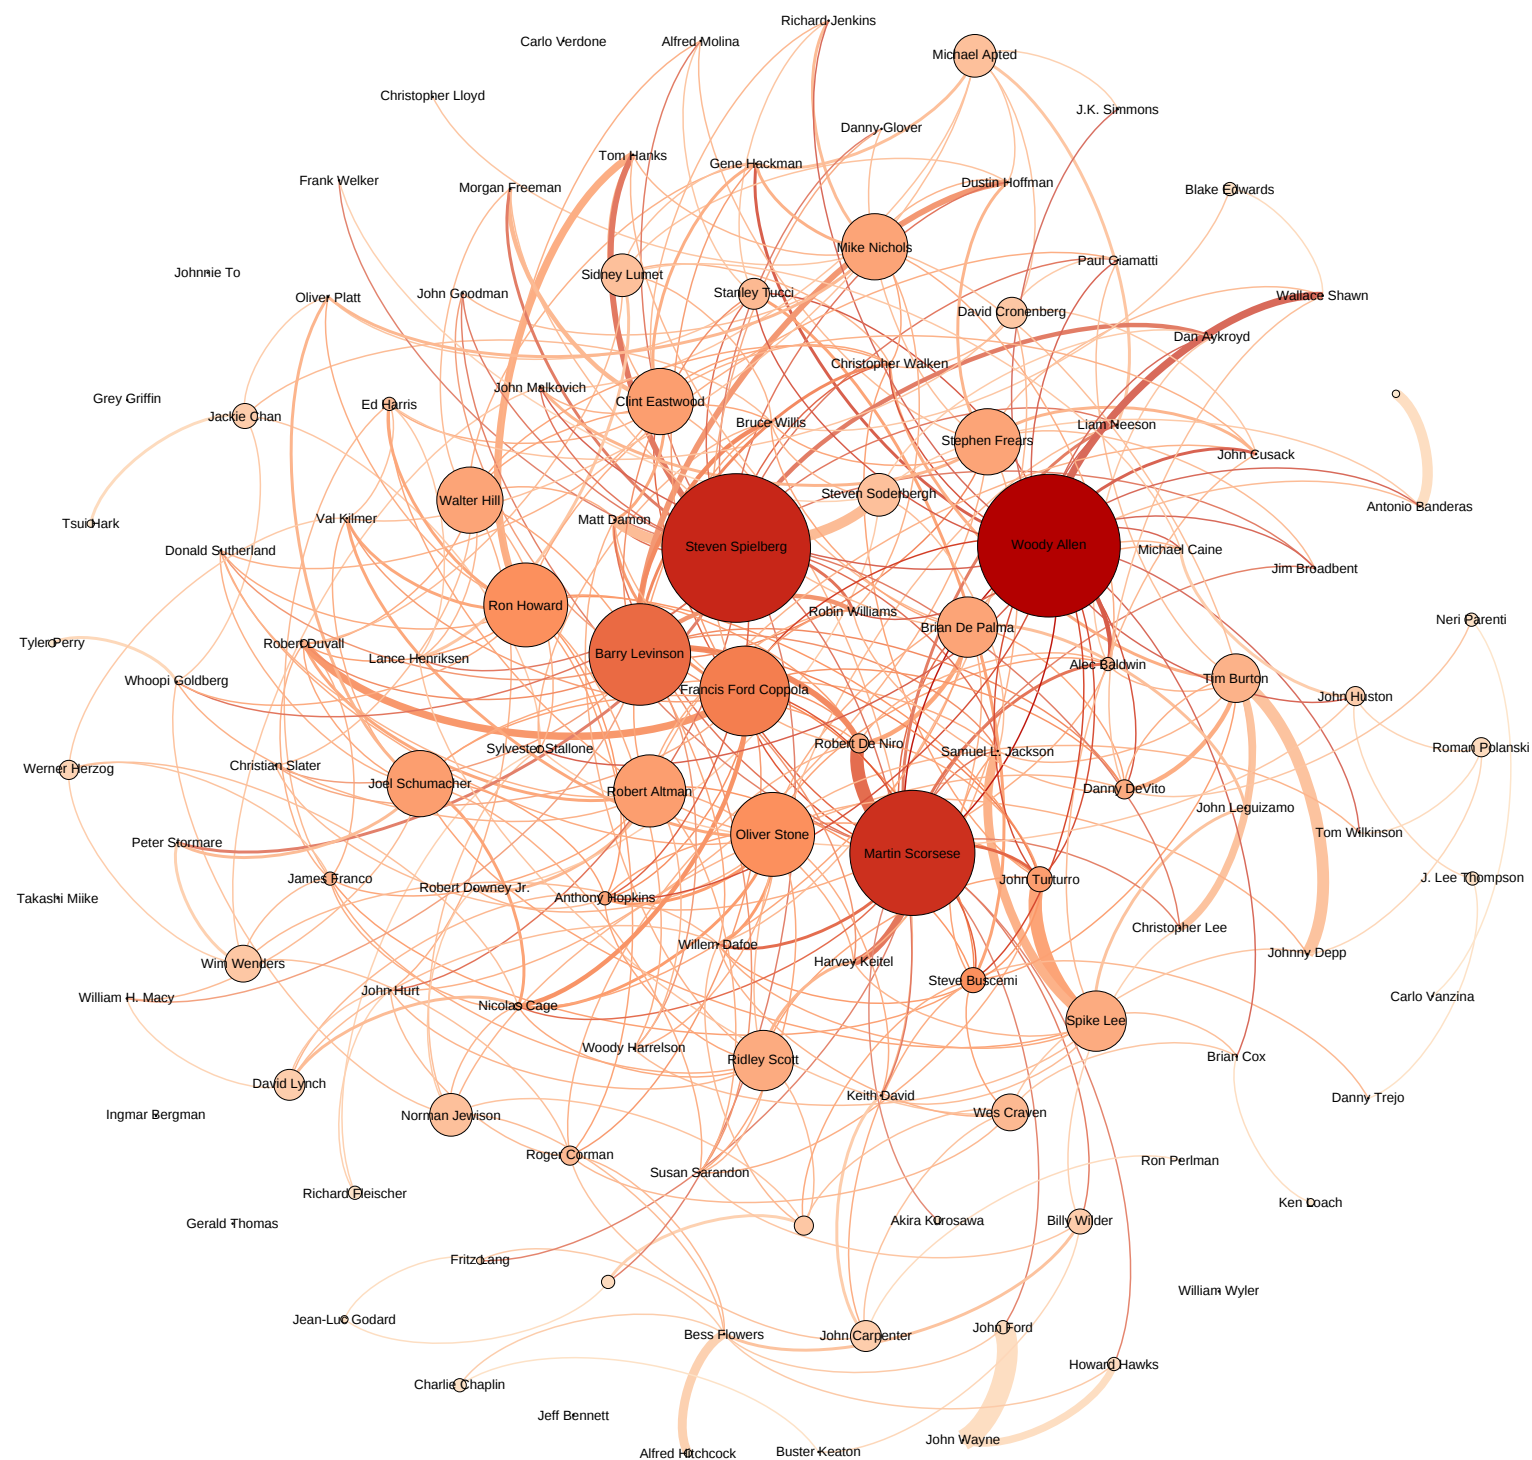 Richard Jenkins
Carlo Verdone
Alfred Molina
Michael Apted
Christopher Lloyd
J.K. Simmons
Danny Glover
Tom Hanks
Gene Hackman
Frank Welker
Morgan Freeman
Dustin Hoffman
Blake Edwards
Mike Nichols
Paul Giamatti
Johnnie To
Sidney Lumet
Oliver Platt
John Goodman
Stanley Tucci
Wallace Shawn
David Cronenberg
Dan Aykroyd
Christopher Walken
John Malkovich
Grey Griffin
Clint Eastwood
Ed Harris
Jackie Chan
Bruce Willis
Liam Neeson
Stephen Frears
John Cusack
Steven Soderbergh
Walter Hill
Antonio Banderas
Val Kilmer
Matt Damon
Tsui Hark
Steven Spielberg
Woody Allen
Michael Caine
Donald Sutherland
Jim Broadbent
Ron Howard
Robin Williams
Neri Parenti
Brian De Palma
Tyler Perry
Robert Duvall
Barry Levinson
Lance Henriksen
Alec Baldwin
Whoopi Goldberg
Tim Burton
Francis Ford Coppola
John Huston
Robert De Niro
Sylvester Stallone
Samuel L. Jackson
Roman Polanski
Werner Herzog
Christian Slater
Joel Schumacher
Robert Altman
Danny DeVito
John Leguizamo
Oliver Stone
Tom Wilkinson
Peter Stormare
Martin Scorsese
James Franco
John Turturro
J. Lee Thompson
Robert Downey Jr.
Takashi Miike
Anthony Hopkins
Christopher Lee
Willem Dafoe
Johnny Depp
Harvey Keitel
Wim Wenders
Steve Buscemi
John Hurt
William H. Macy
Carlo Vanzina
Nicolas Cage
Spike Lee
Woody Harrelson
Brian Cox
Ridley Scott
David Lynch
Keith David
Danny Trejo
Wes Craven
Ingmar Bergman
Norman Jewison
Roger Corman
Ron Perlman
Susan Sarandon
Richard Fleischer
Ken Loach
Gerald Thomas
Akira Kurosawa
Billy Wilder
Fritz Lang
William Wyler
Jean-Luc Godard
John Ford
Bess Flowers
John Carpenter
Howard Hawks
Charlie Chaplin
Jeff Bennett
John Wayne
Alfred Hitchcock
Buster Keaton